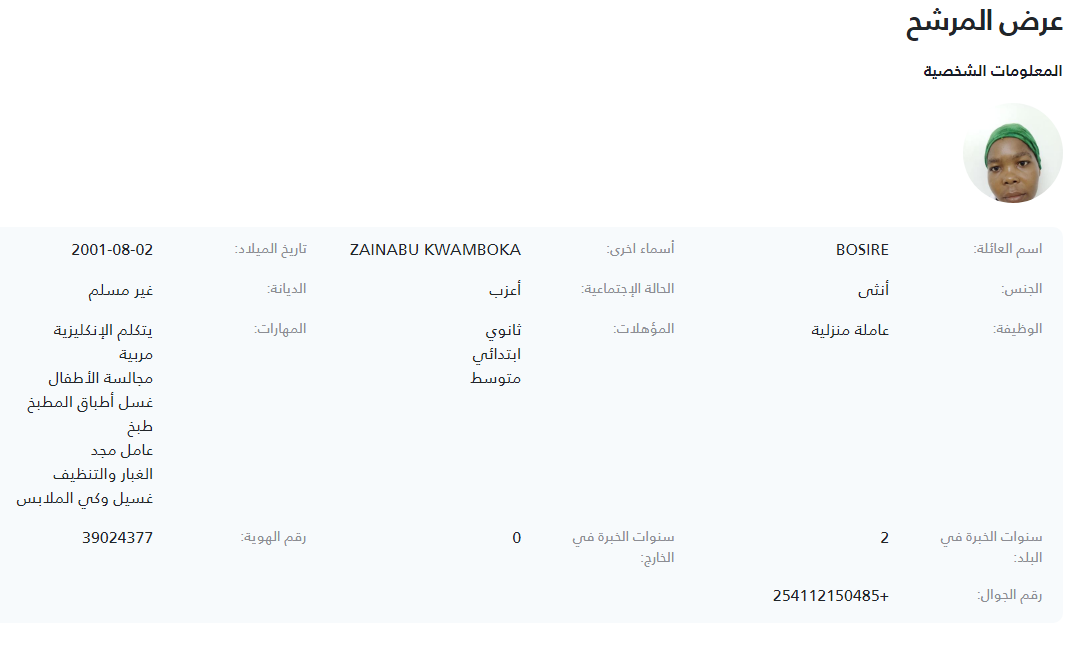 عرض المرشح
المعلومات الشخصية
اسم العائلة: BOSIRE أسماء اخرى: ZAINABU KWAMBOKA تاريخ الميلاد: 2001-08-02
الجنس: أنثى الحالة الإجتماعية: أعزب الديانة: غير مسلم
الوظيفة: عاملة منزلية المؤهلات: ثانوي المهارات: يتكلم الإنكليزية
ابتدائي مربية
متوسط مجالسة الأطفال
غسل أطباق المطبخ
طبخ
عامل مجد
الغبار والتنظيف
غسيل وكي الملابس
سنوات الخبرة في 2 سنوات الخبرة في 0 رقم الهوية: 39024377
البلد: الخارج:
رقم الجوال: 254112150485+